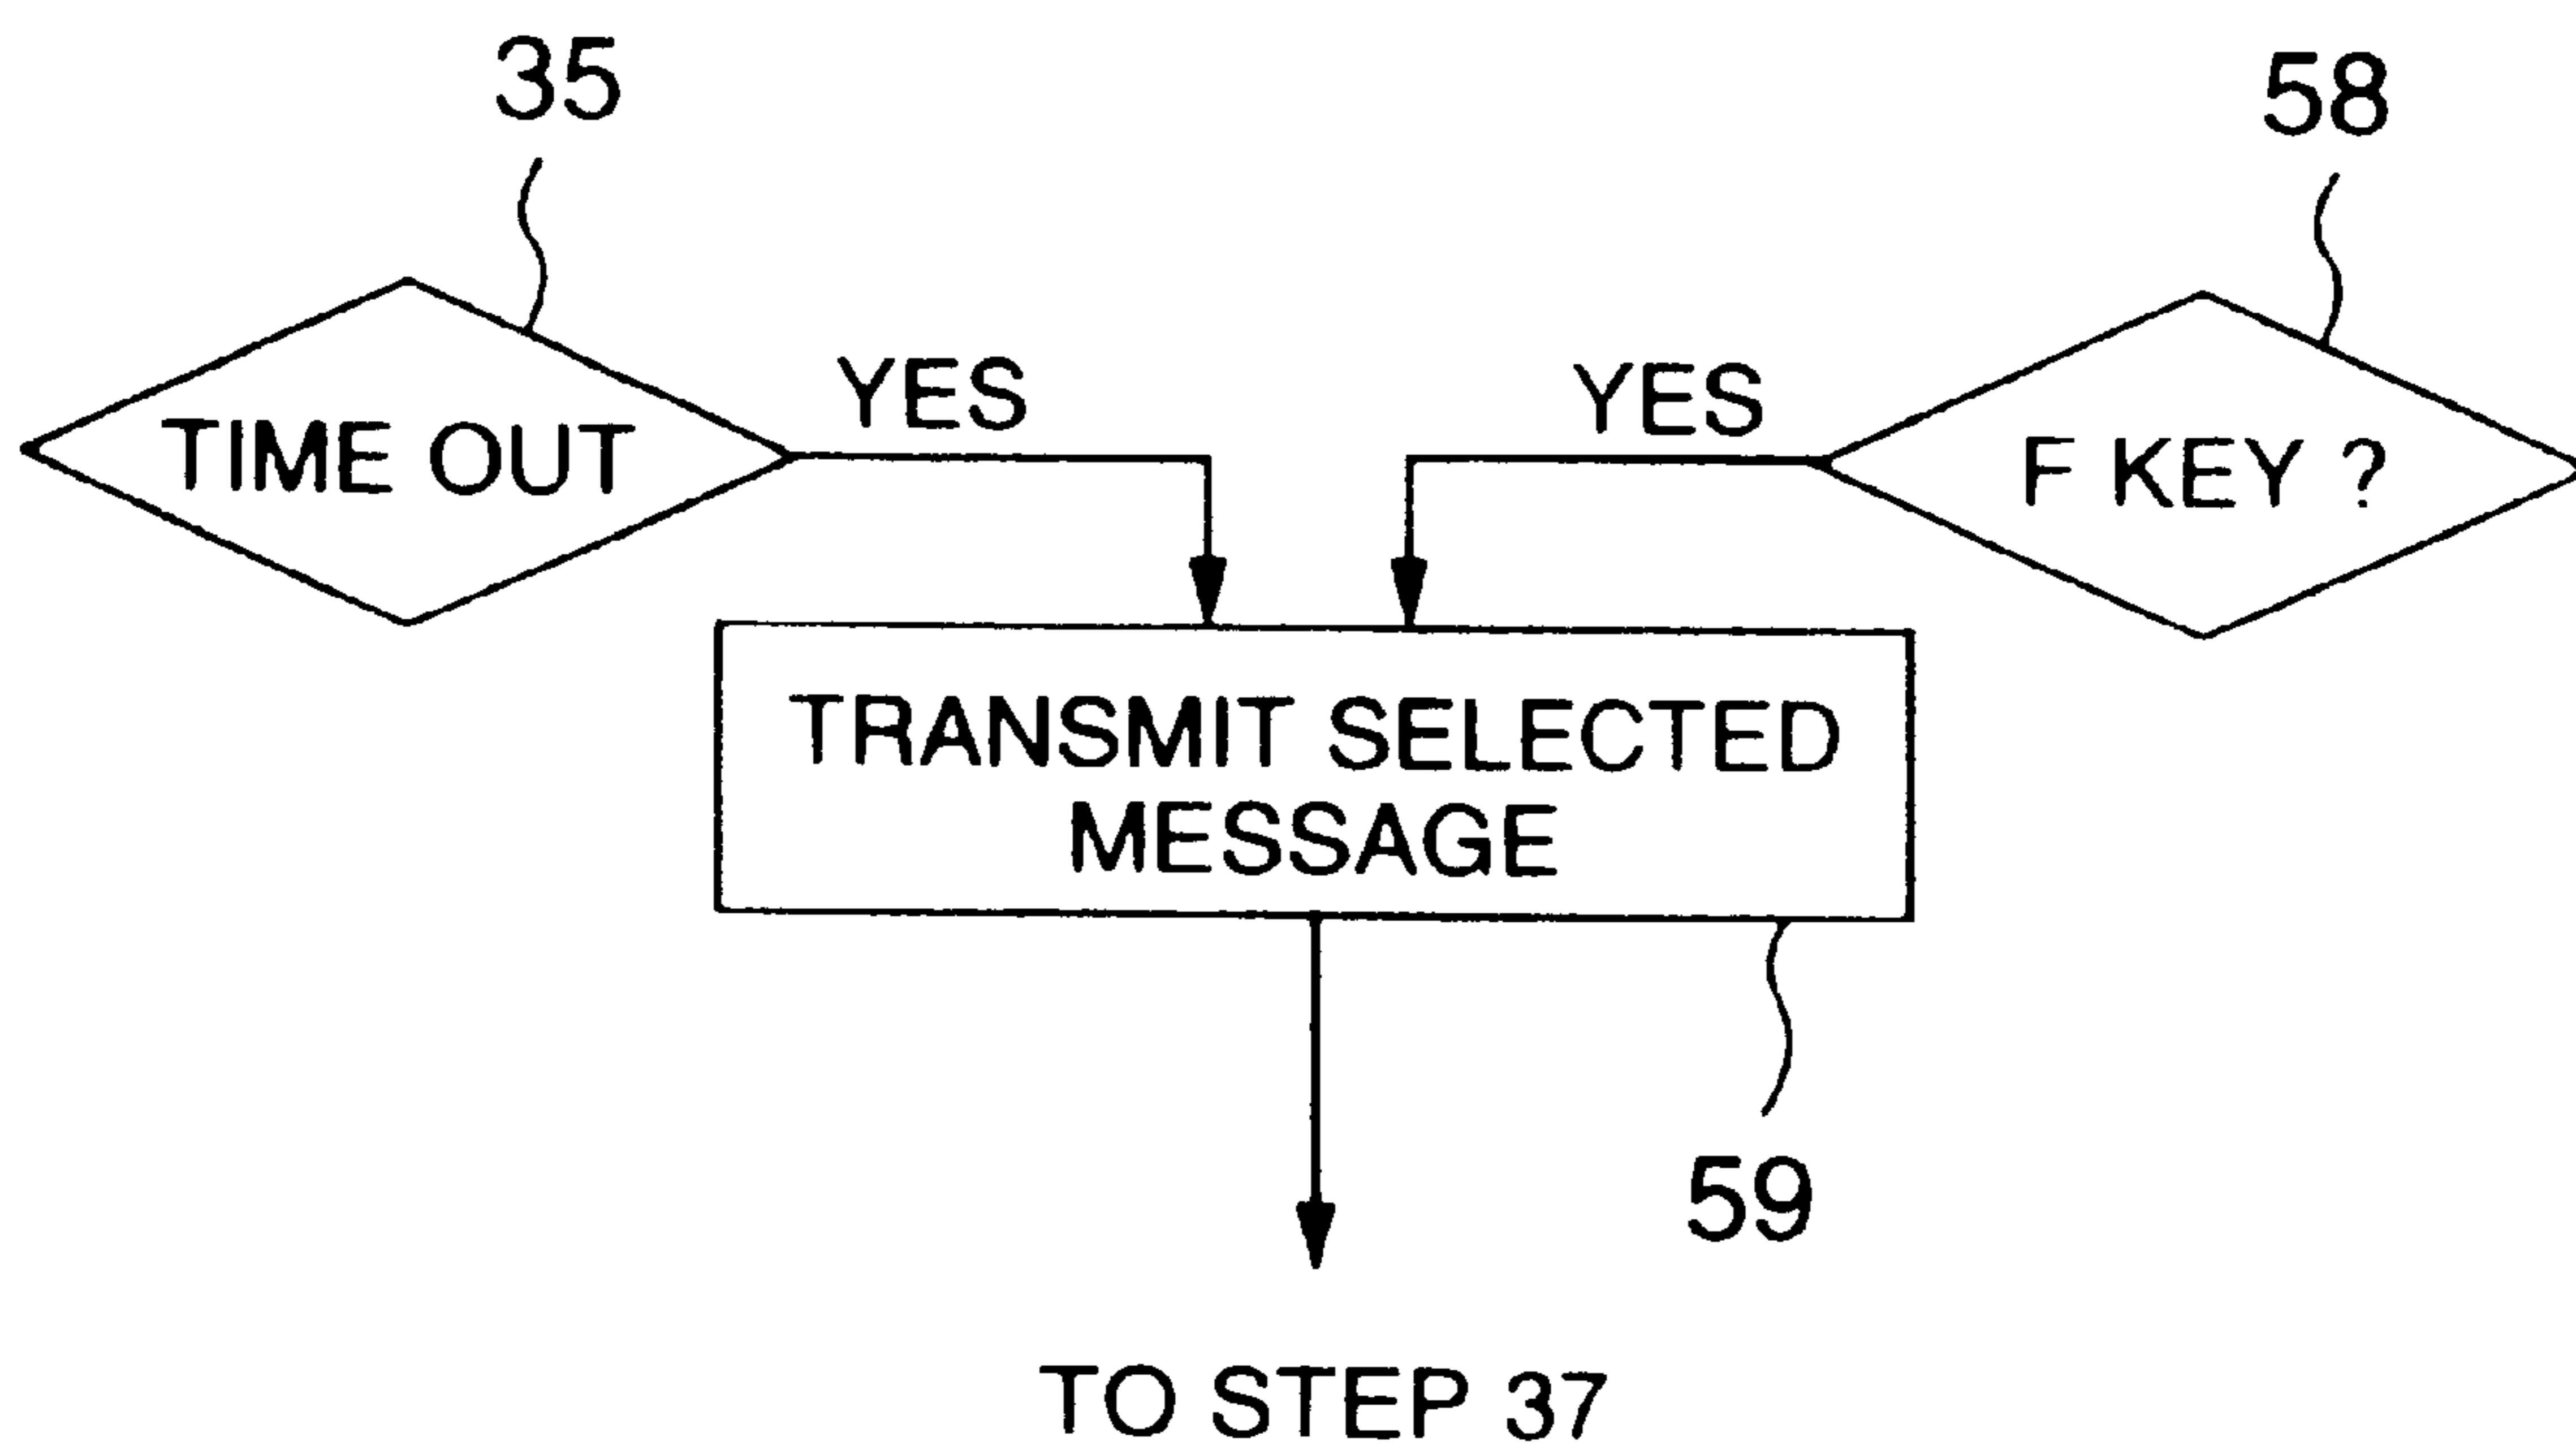 35
58
YES
YES
TIME OUT
F KEY ?
TRANSMIT SELECTED
MESSAGE
59
TO STEP 37